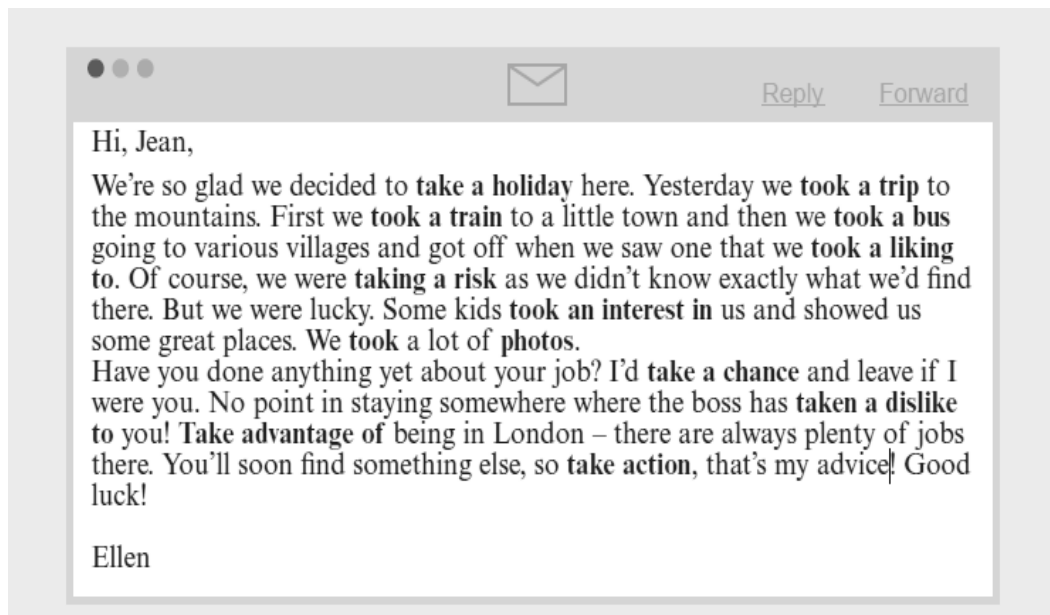 Reply Forward
Hi, Jean,
We’re so glad we decided to take a holiday here. Yesterday we took a trip to
the mountains. First we took a train to a little town and then we took a bus
going to various villages and got off when we saw one that we took a liking
to. Of course, we were taking a risk as we didn’t know exactly what we’d find
there. But we were lucky. Some kids took an interest in us and showed us
some great places. We took a lot of photos.
Have you done anything yet about your job? I’d take a chance and leave if I
were you. No point in staying somewhere where the boss has taken a dislike
to you! Take advantage of being in London – there are always plenty of jobs
there. You’ll soon find something else, so take action, that’s my advice! Good
luck!
Ellen